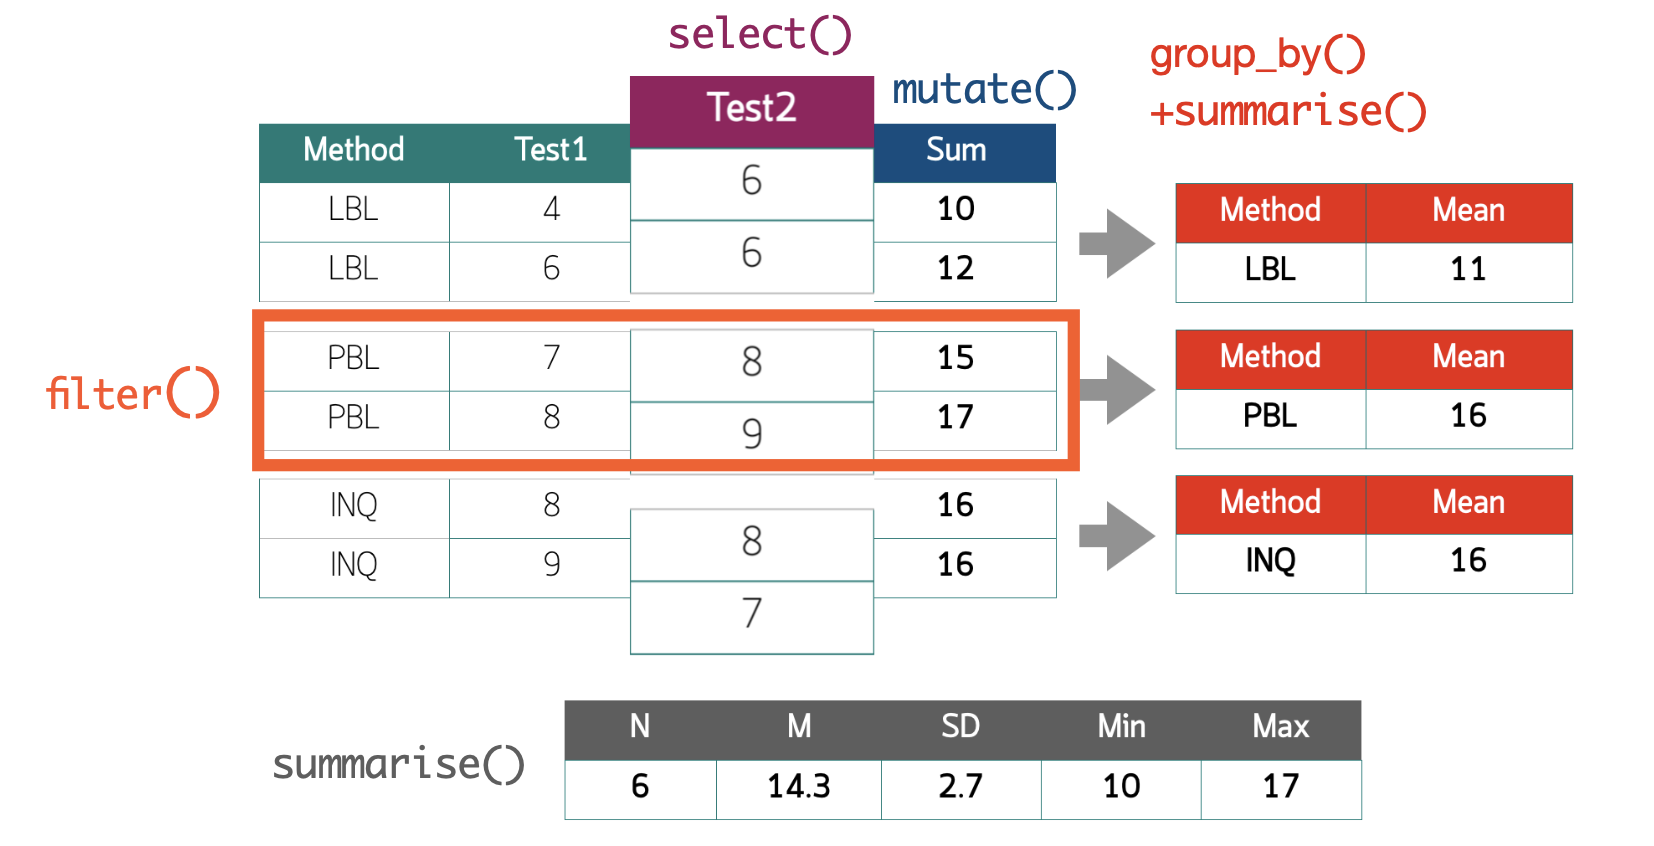 select()
mutate()
group_by()
+summarise()
Method Test1 Test2 Sum
LBL 4 6 10
LBL 6 6 12
Method Mean
LBL 11
filter()
PBL 7 8 15
PBL 8 9 17
Method Mean
PBL 16
INQ 8 8 16
INQ 9 7 16
Method Mean
INQ 16
summarise()
N M SD Min Max
6 14.3 2.7 10 17